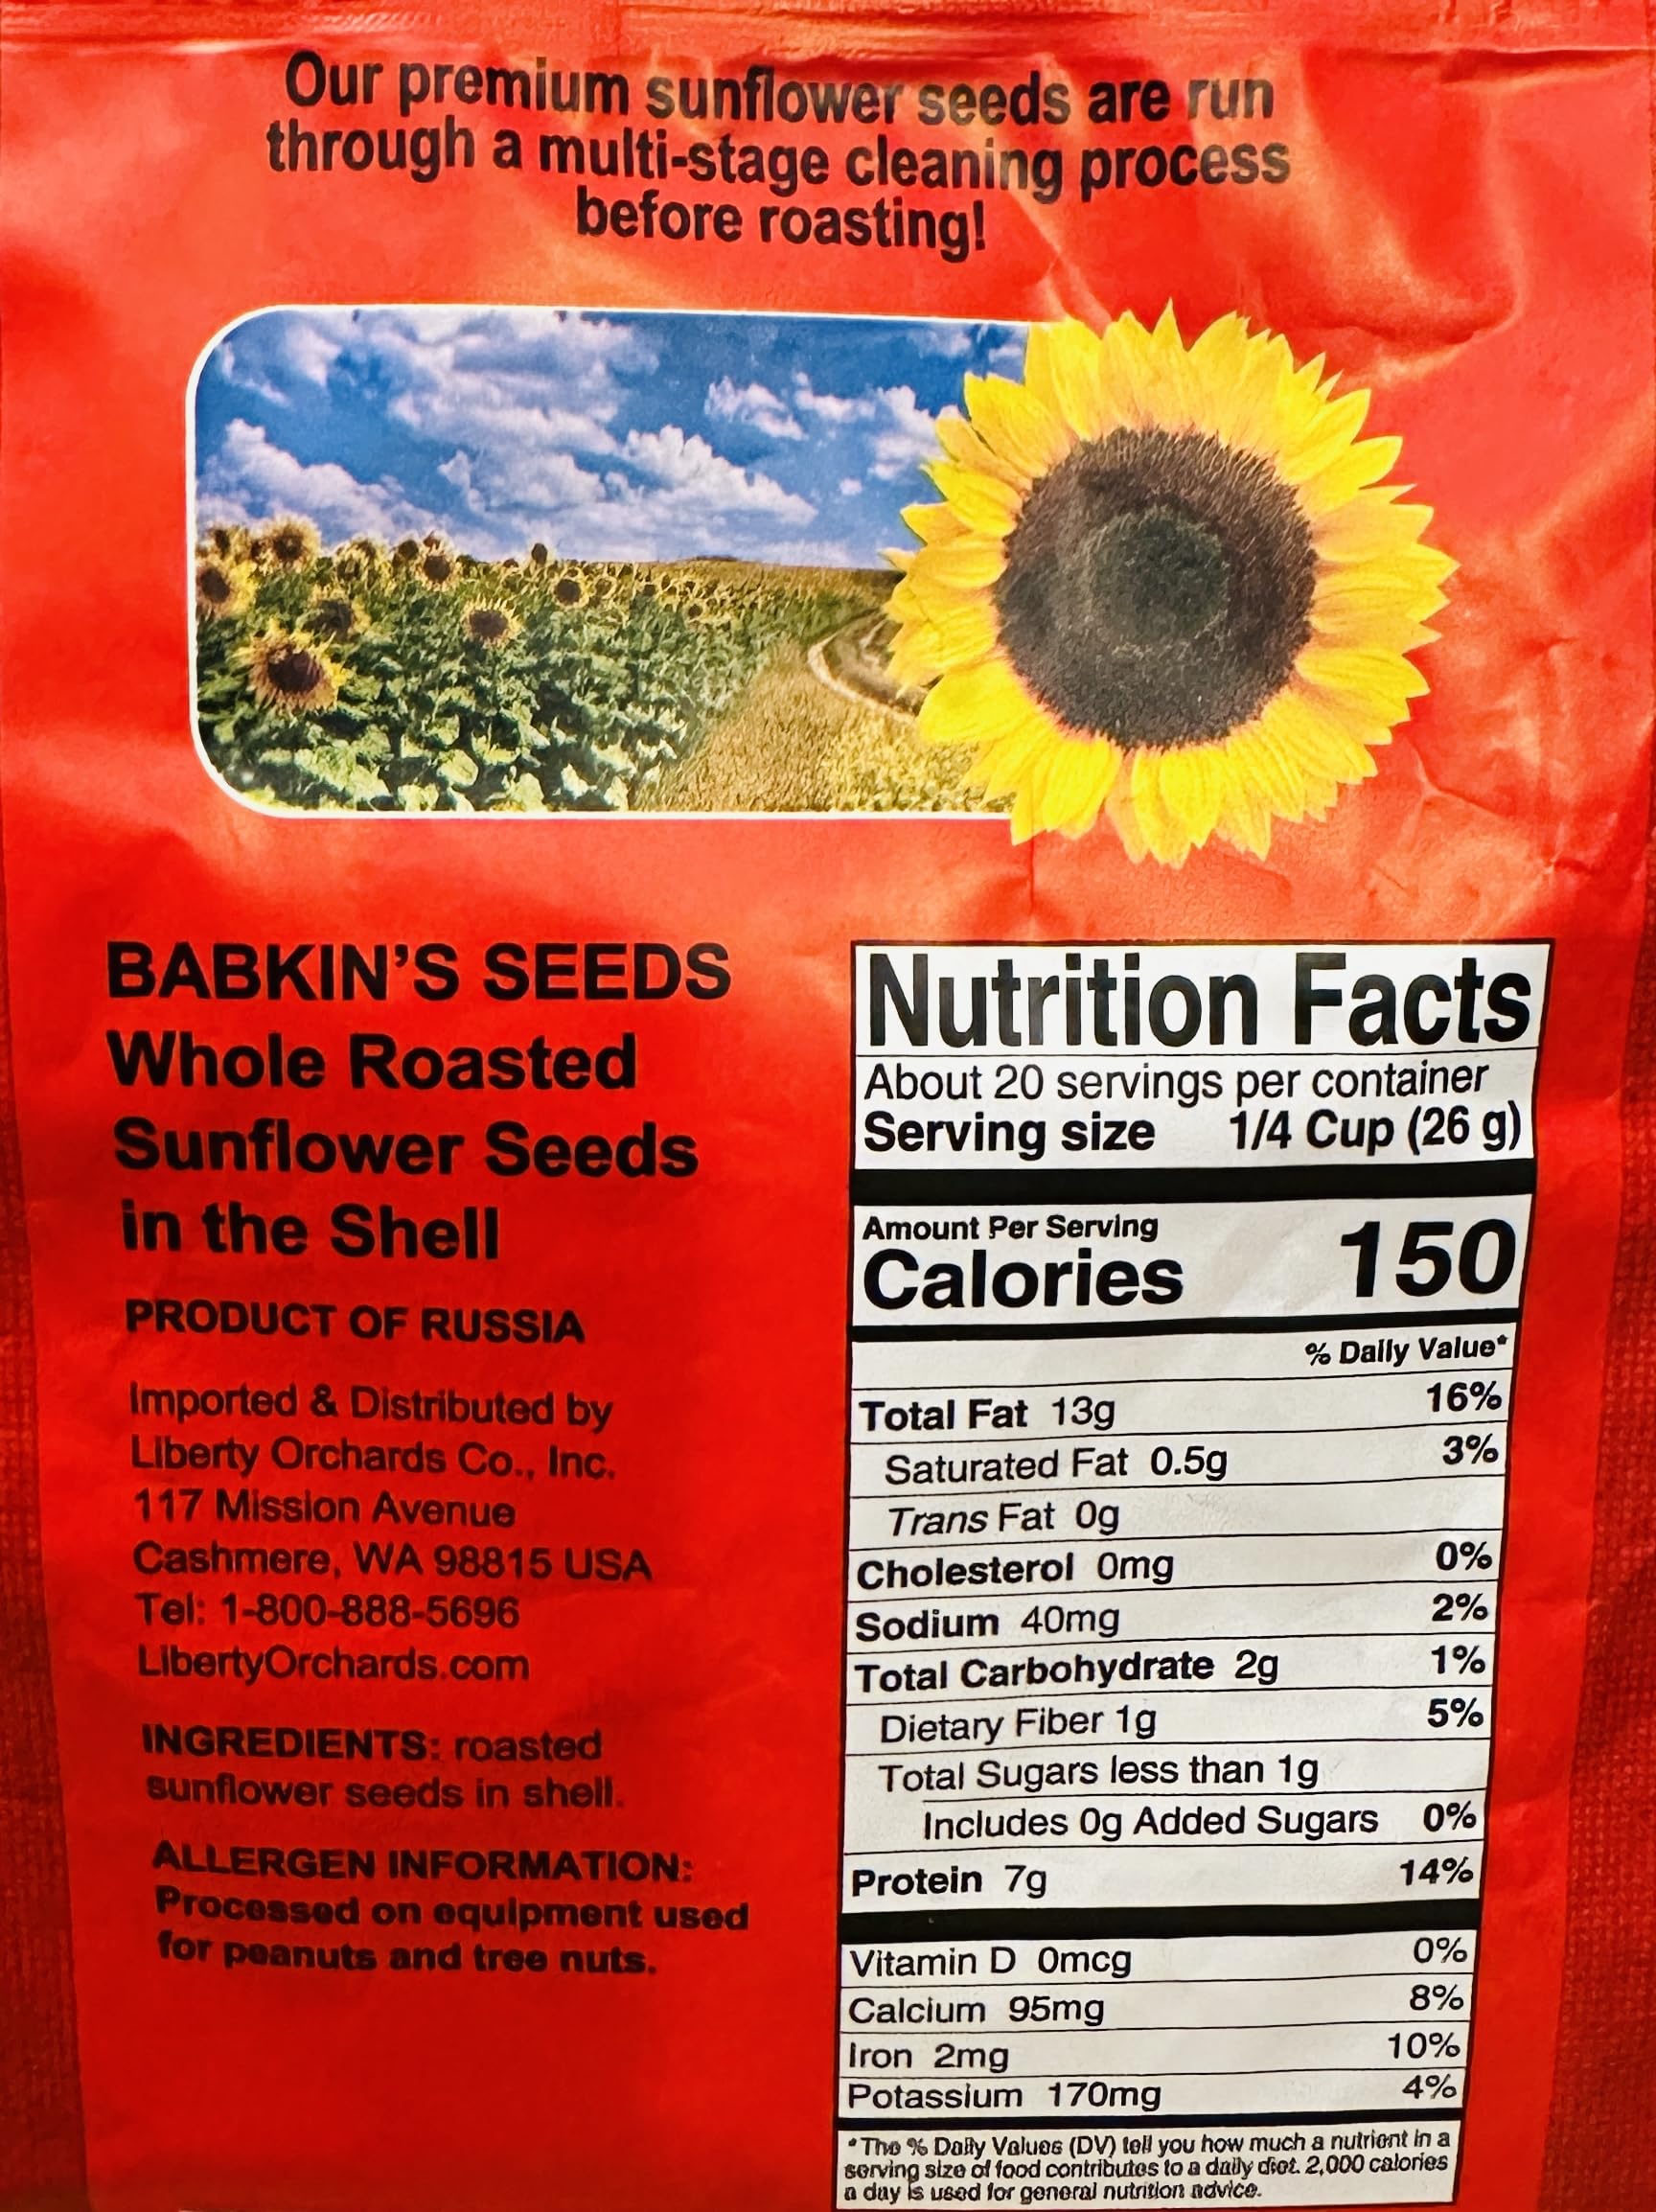 Our premium sunflower seeds are run
through a multi-stage cleaning process
before roasting!
BABKIN'S SEEDS
Whole Roasted
Sunflower Seeds
in the Shell
PRODUCT OF RUSSIA
Imported & Distributed by
Liberty Orchards Co., Inc.
117 Mission Avenue
Cashmere, WA 98815 USA
Tel: 1-800-888-5696
LibertyOrchards.com
INGREDIENTS: roasted
sunflower seeds in shell.
ALLERGEN INFORMATION:
Processed on equipment used
for peanuts and tree nuts.
Nutrition Facts
About 20 servings per container
Serving size 1/4 Cup (26 g)
Amount Per Serving
Calories 150
% Daily Value*
Total Fat 13g 16%
Saturated Fat 0.5g 3%
Trans Fat 0g
Cholesterol 0mg 0%
Sodium 40mg 2%
Total Carbohydrate 2g 1%
Dietary Fiber 1g 5%
Total Sugars less than 1g
Includes 0g Added Sugars 0%
Protein 7g 14%
Vitamin D 0mcg 0%
Calcium 95mg 8%
Iron 2mg 10%
Potassium 170mg 4%
*The % Daily Values (DV) tell you how much a nutrient in a
serving size of food contributes to a daily diet. 2,000 calories
a day is used for general nutrition advice.